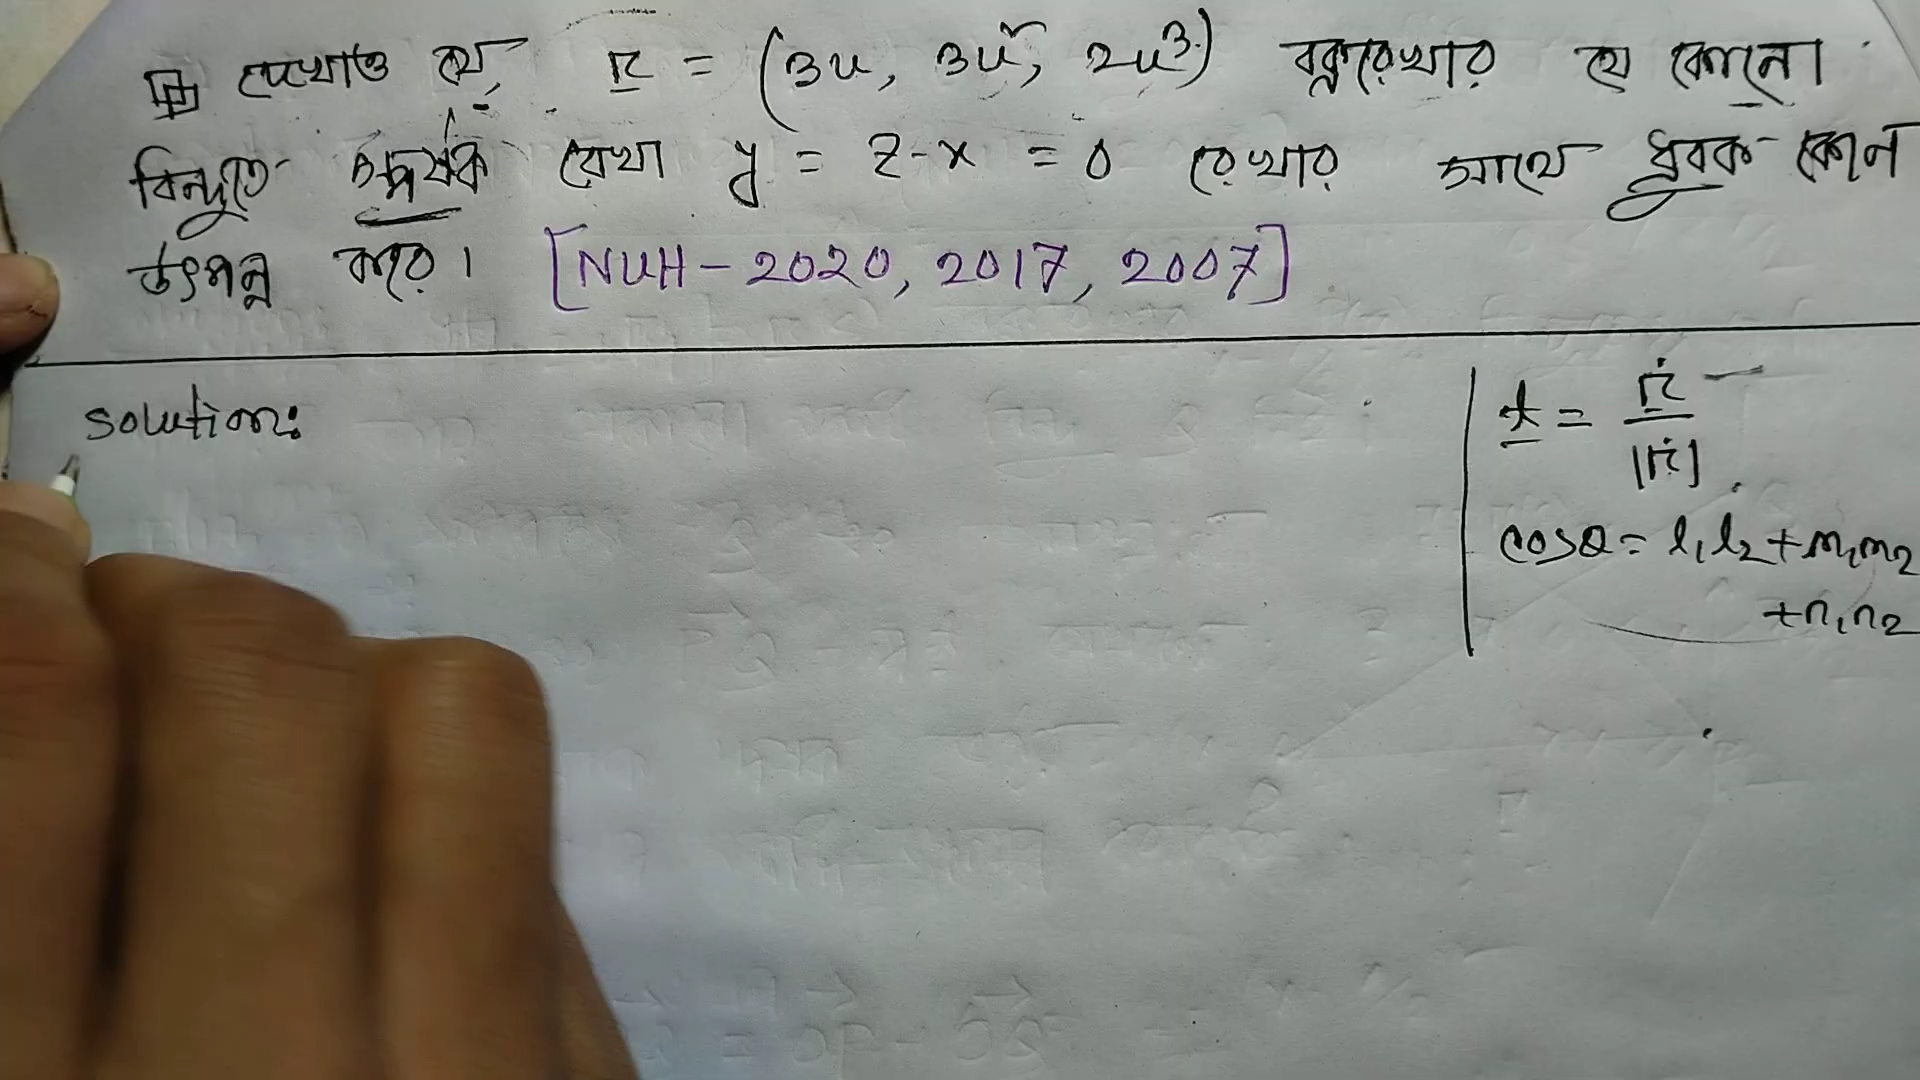 দেখাও যে, r = (3u, 3u², 2u³) বক্ররেখার যে কোনো
বিন্দুতে স্পর্শক রেখা y = z-x = 0 রেখার সাথে ধ্রুবক কোন
উৎপন্ন করে। [NUH-2020, 2017, 2007]
Solution:
t = ṙ / |ṙ|
cosθ = l₁l₂ + m₁m₂
+n₁n₂